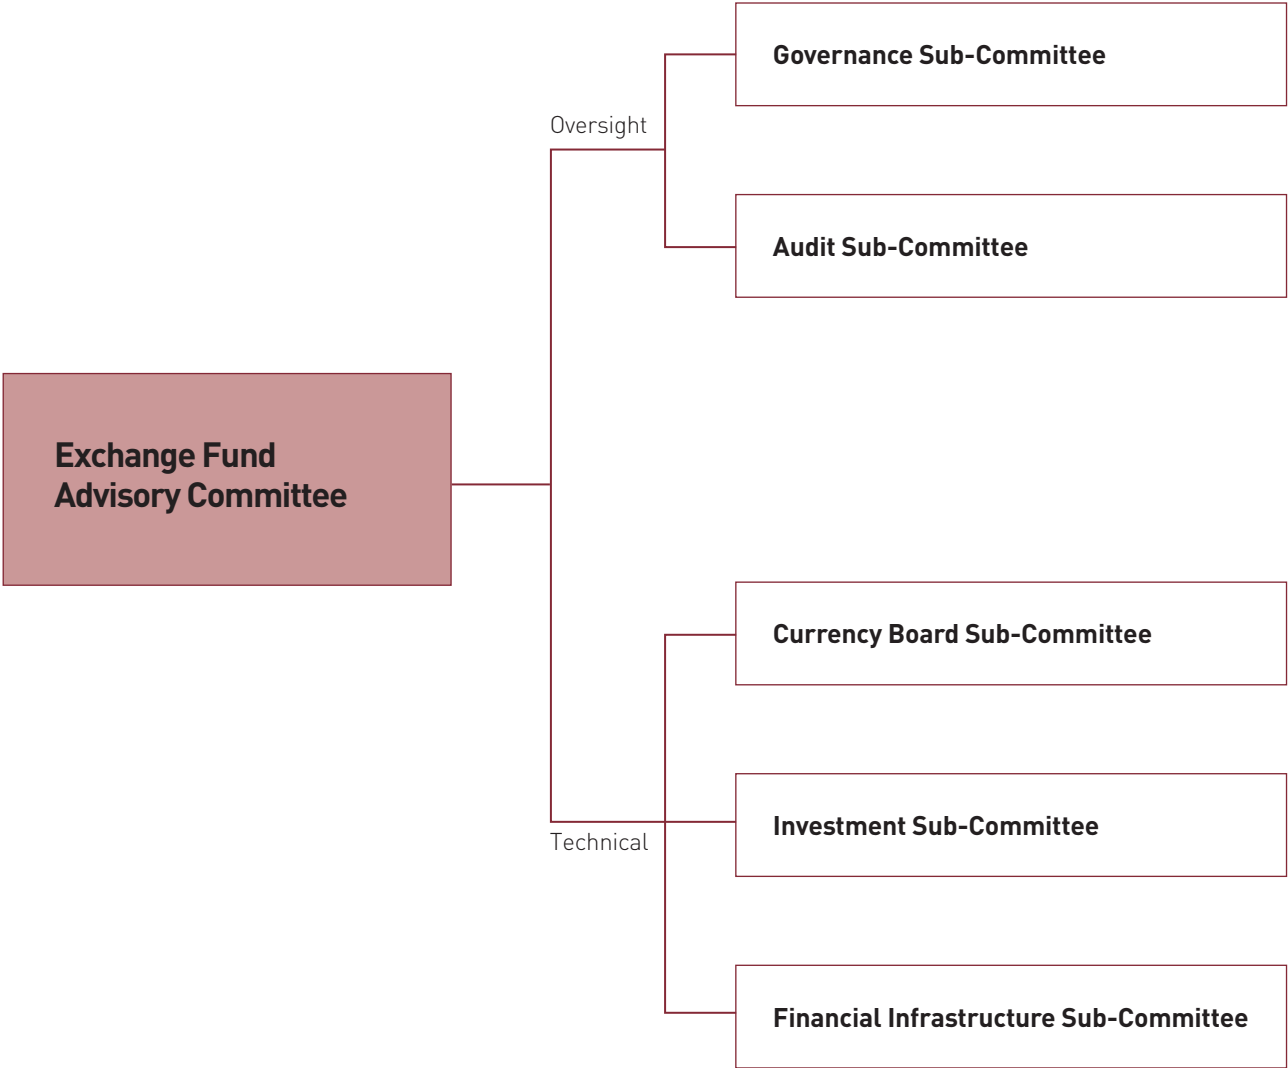 Governance Sub-Committee
Oversight
Audit Sub-Committee
Exchange Fund
Advisory Committee
Currency Board Sub-Committee
Investment Sub-Committee
Technical
Financial Infrastructure Sub-Committee